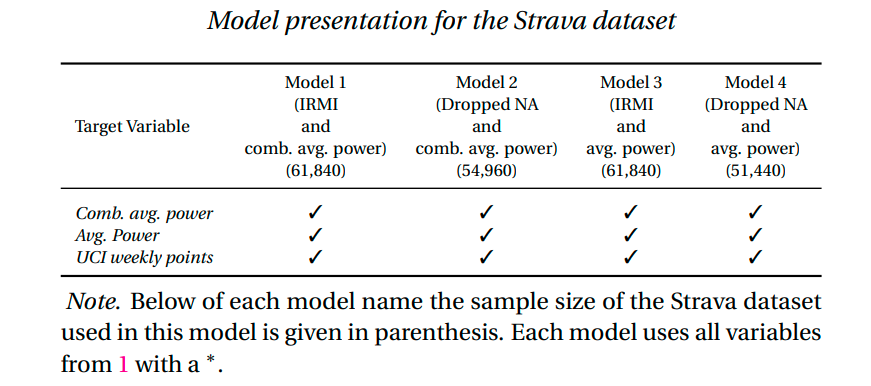 Model presentation for the Strava dataset
Model 1 Model 2 Model 3 Model 4
(IRMI (Dropped NA (IRMI (Dropped NA
Target Variable and and and and
comb. avg. power) comb. avg. power) avg. power) avg. power)
(61,840) (54,960) (61,840) (51,440)
Comb. avg. power ✓ ✓ ✓ ✓
Avg. Power ✓ ✓ ✓ ✓
UCI weekly points ✓ ✓ ✓ ✓
Note. Below of each model name the sample size of the Strava dataset
used in this model is given in parenthesis. Each model uses all variables
from 1 with a *.